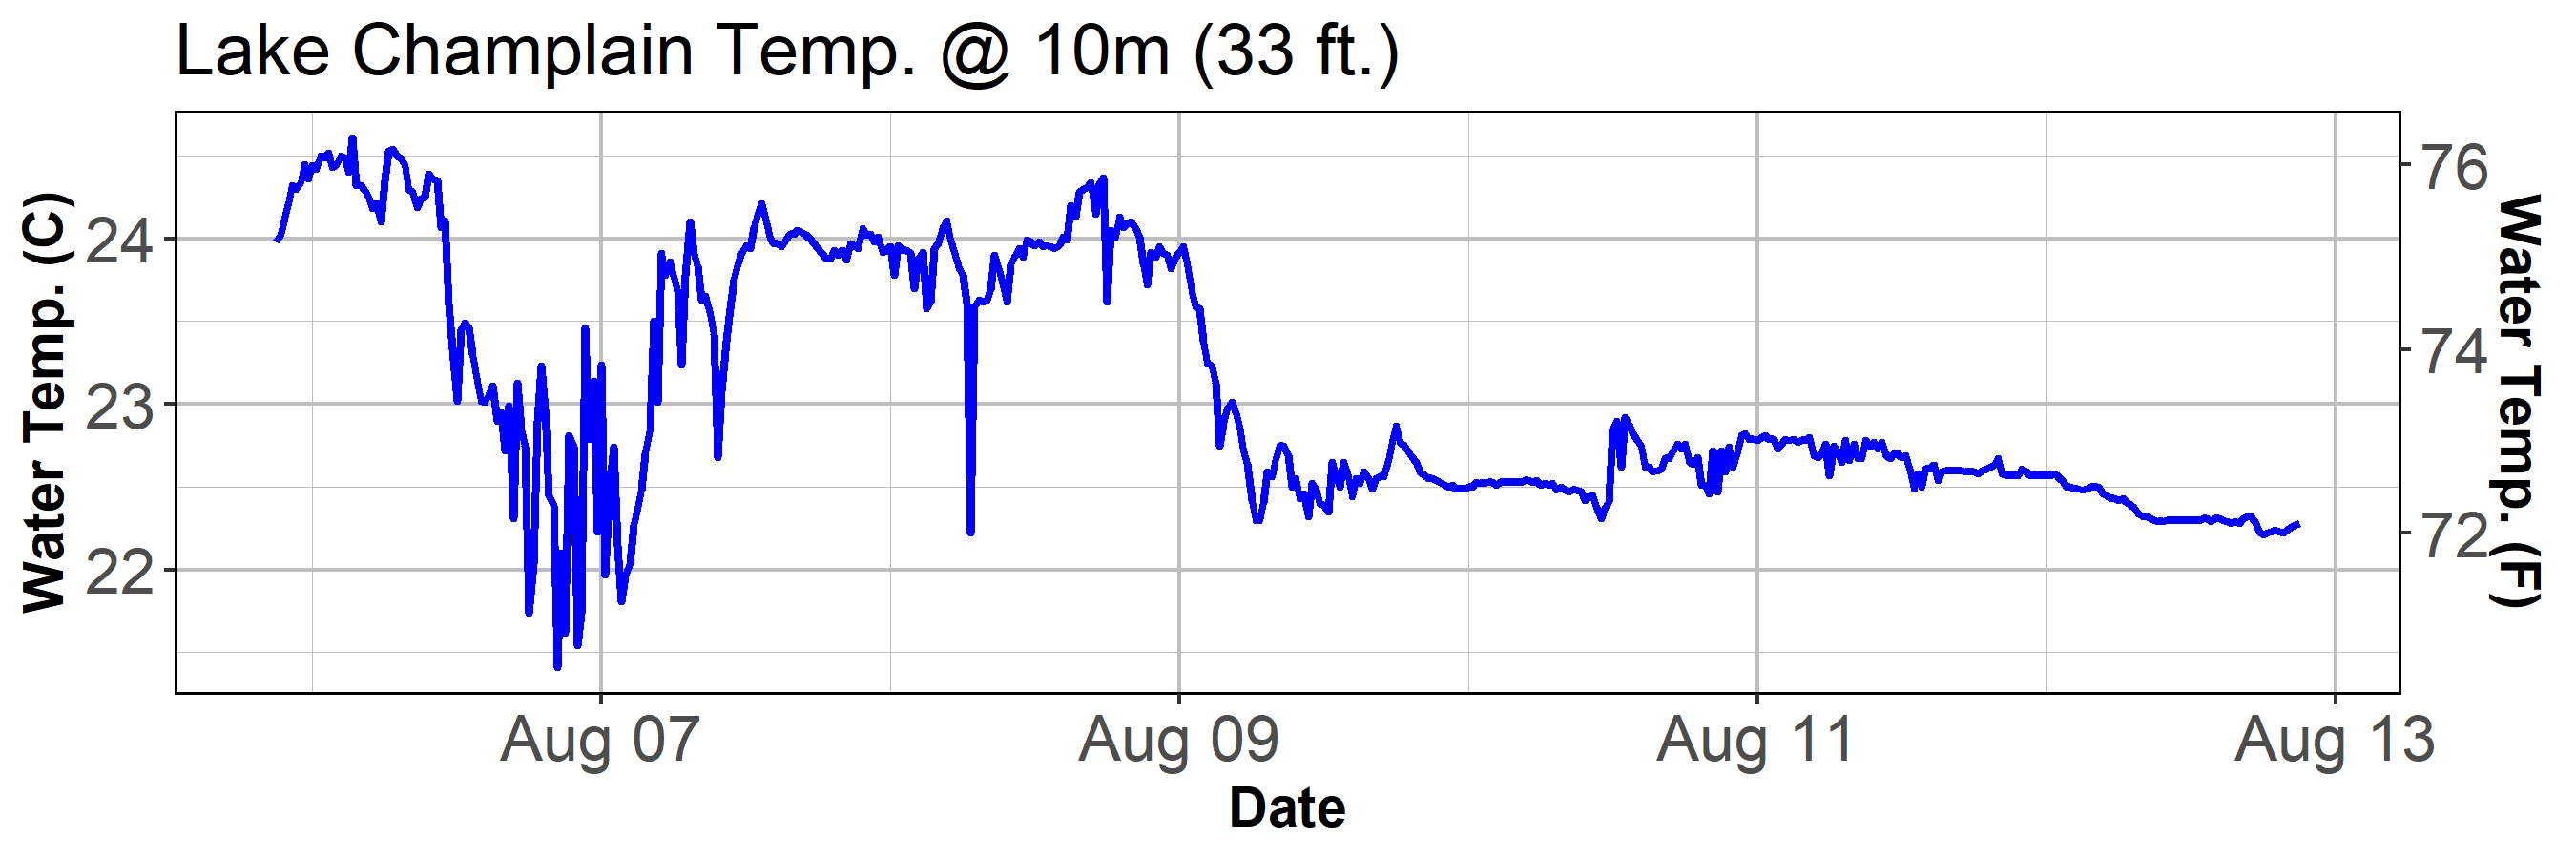 Lake Champlain Temp. @ 10m (33 ft.)
Water Temp. (C)
24
23
22
76
74
72
Water Temp. (F)
Aug 07 Aug 09 Aug 11 Aug 13
Date